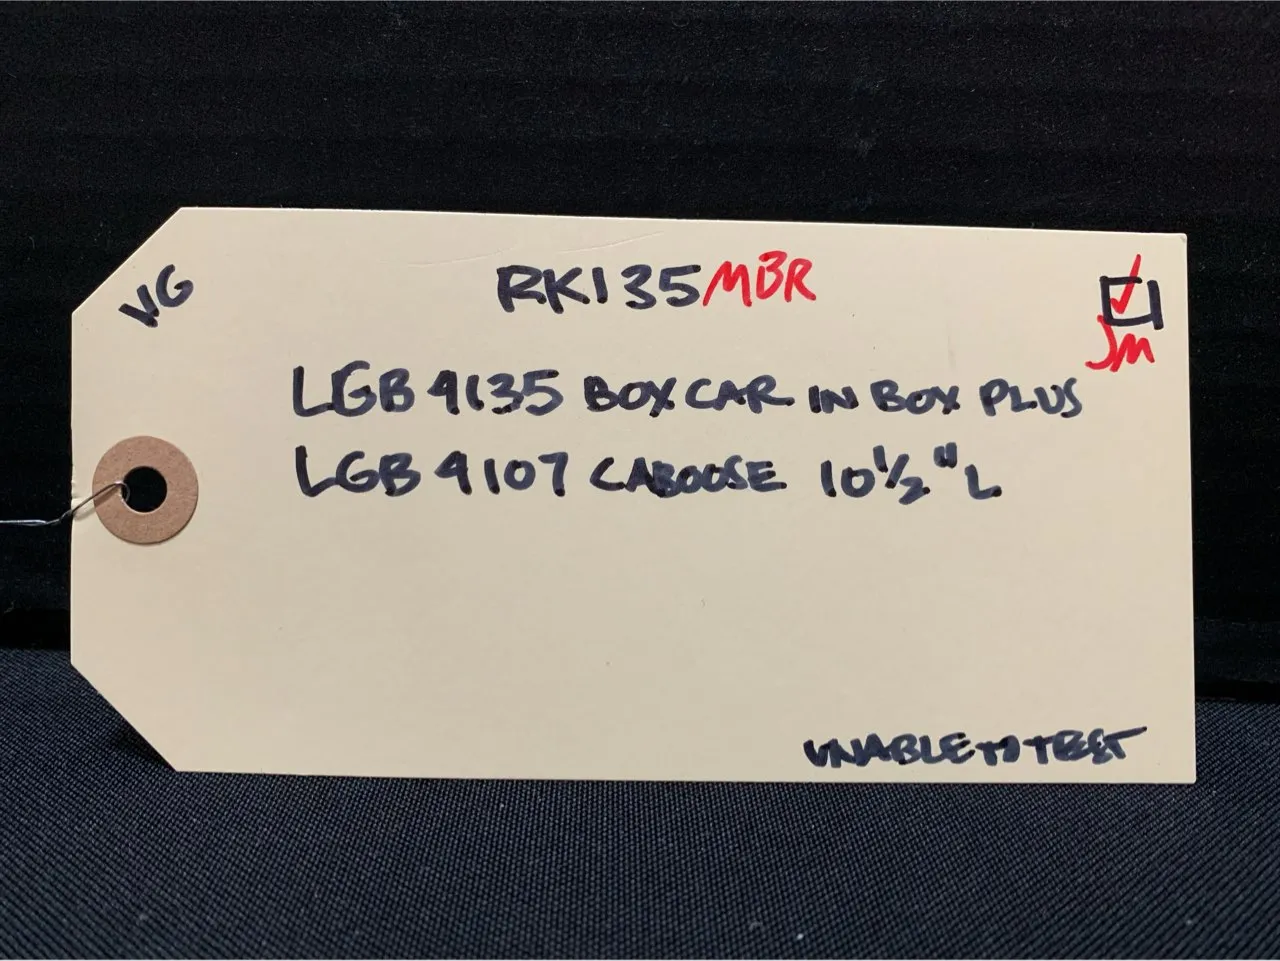 VG
RK135MBR
✓
JM
LGB 4135 BOX CAR IN BOX PLUS
LGB 4107 CABOOSE 10½"L
UNABLE TO TEST